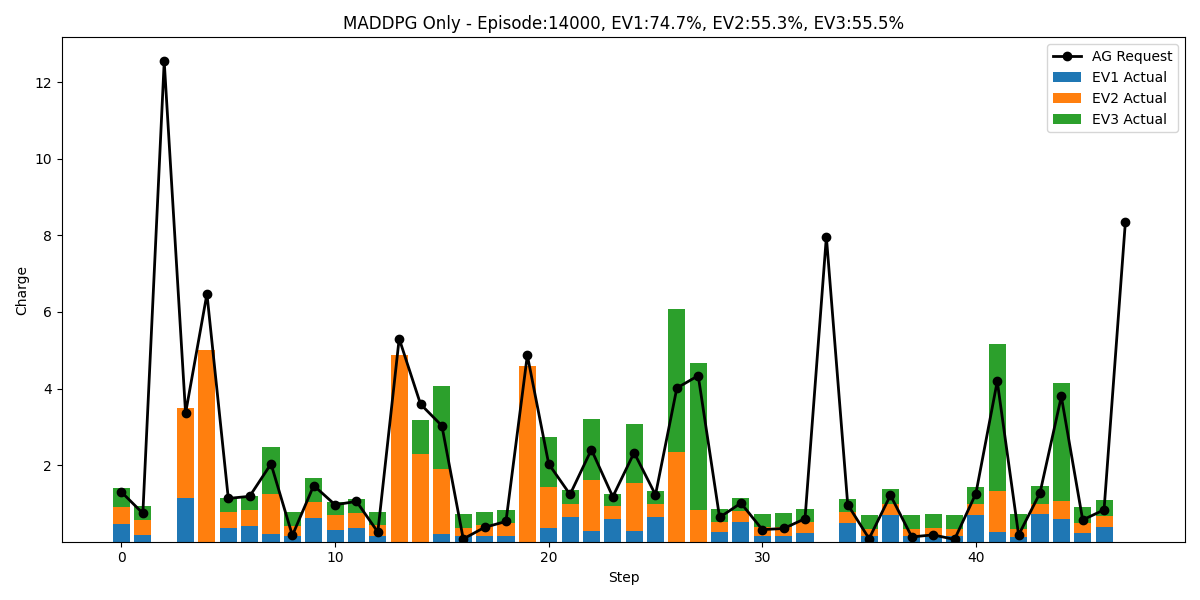 MADDPG Only - Episode:14000, EV1:74.7%, EV2:55.3%, EV3:55.5%
AG Request
EV1 Actual
EV2 Actual
EV3 Actual
12
10
8
6
4
2
Charge
0 10 20 30 40
Step